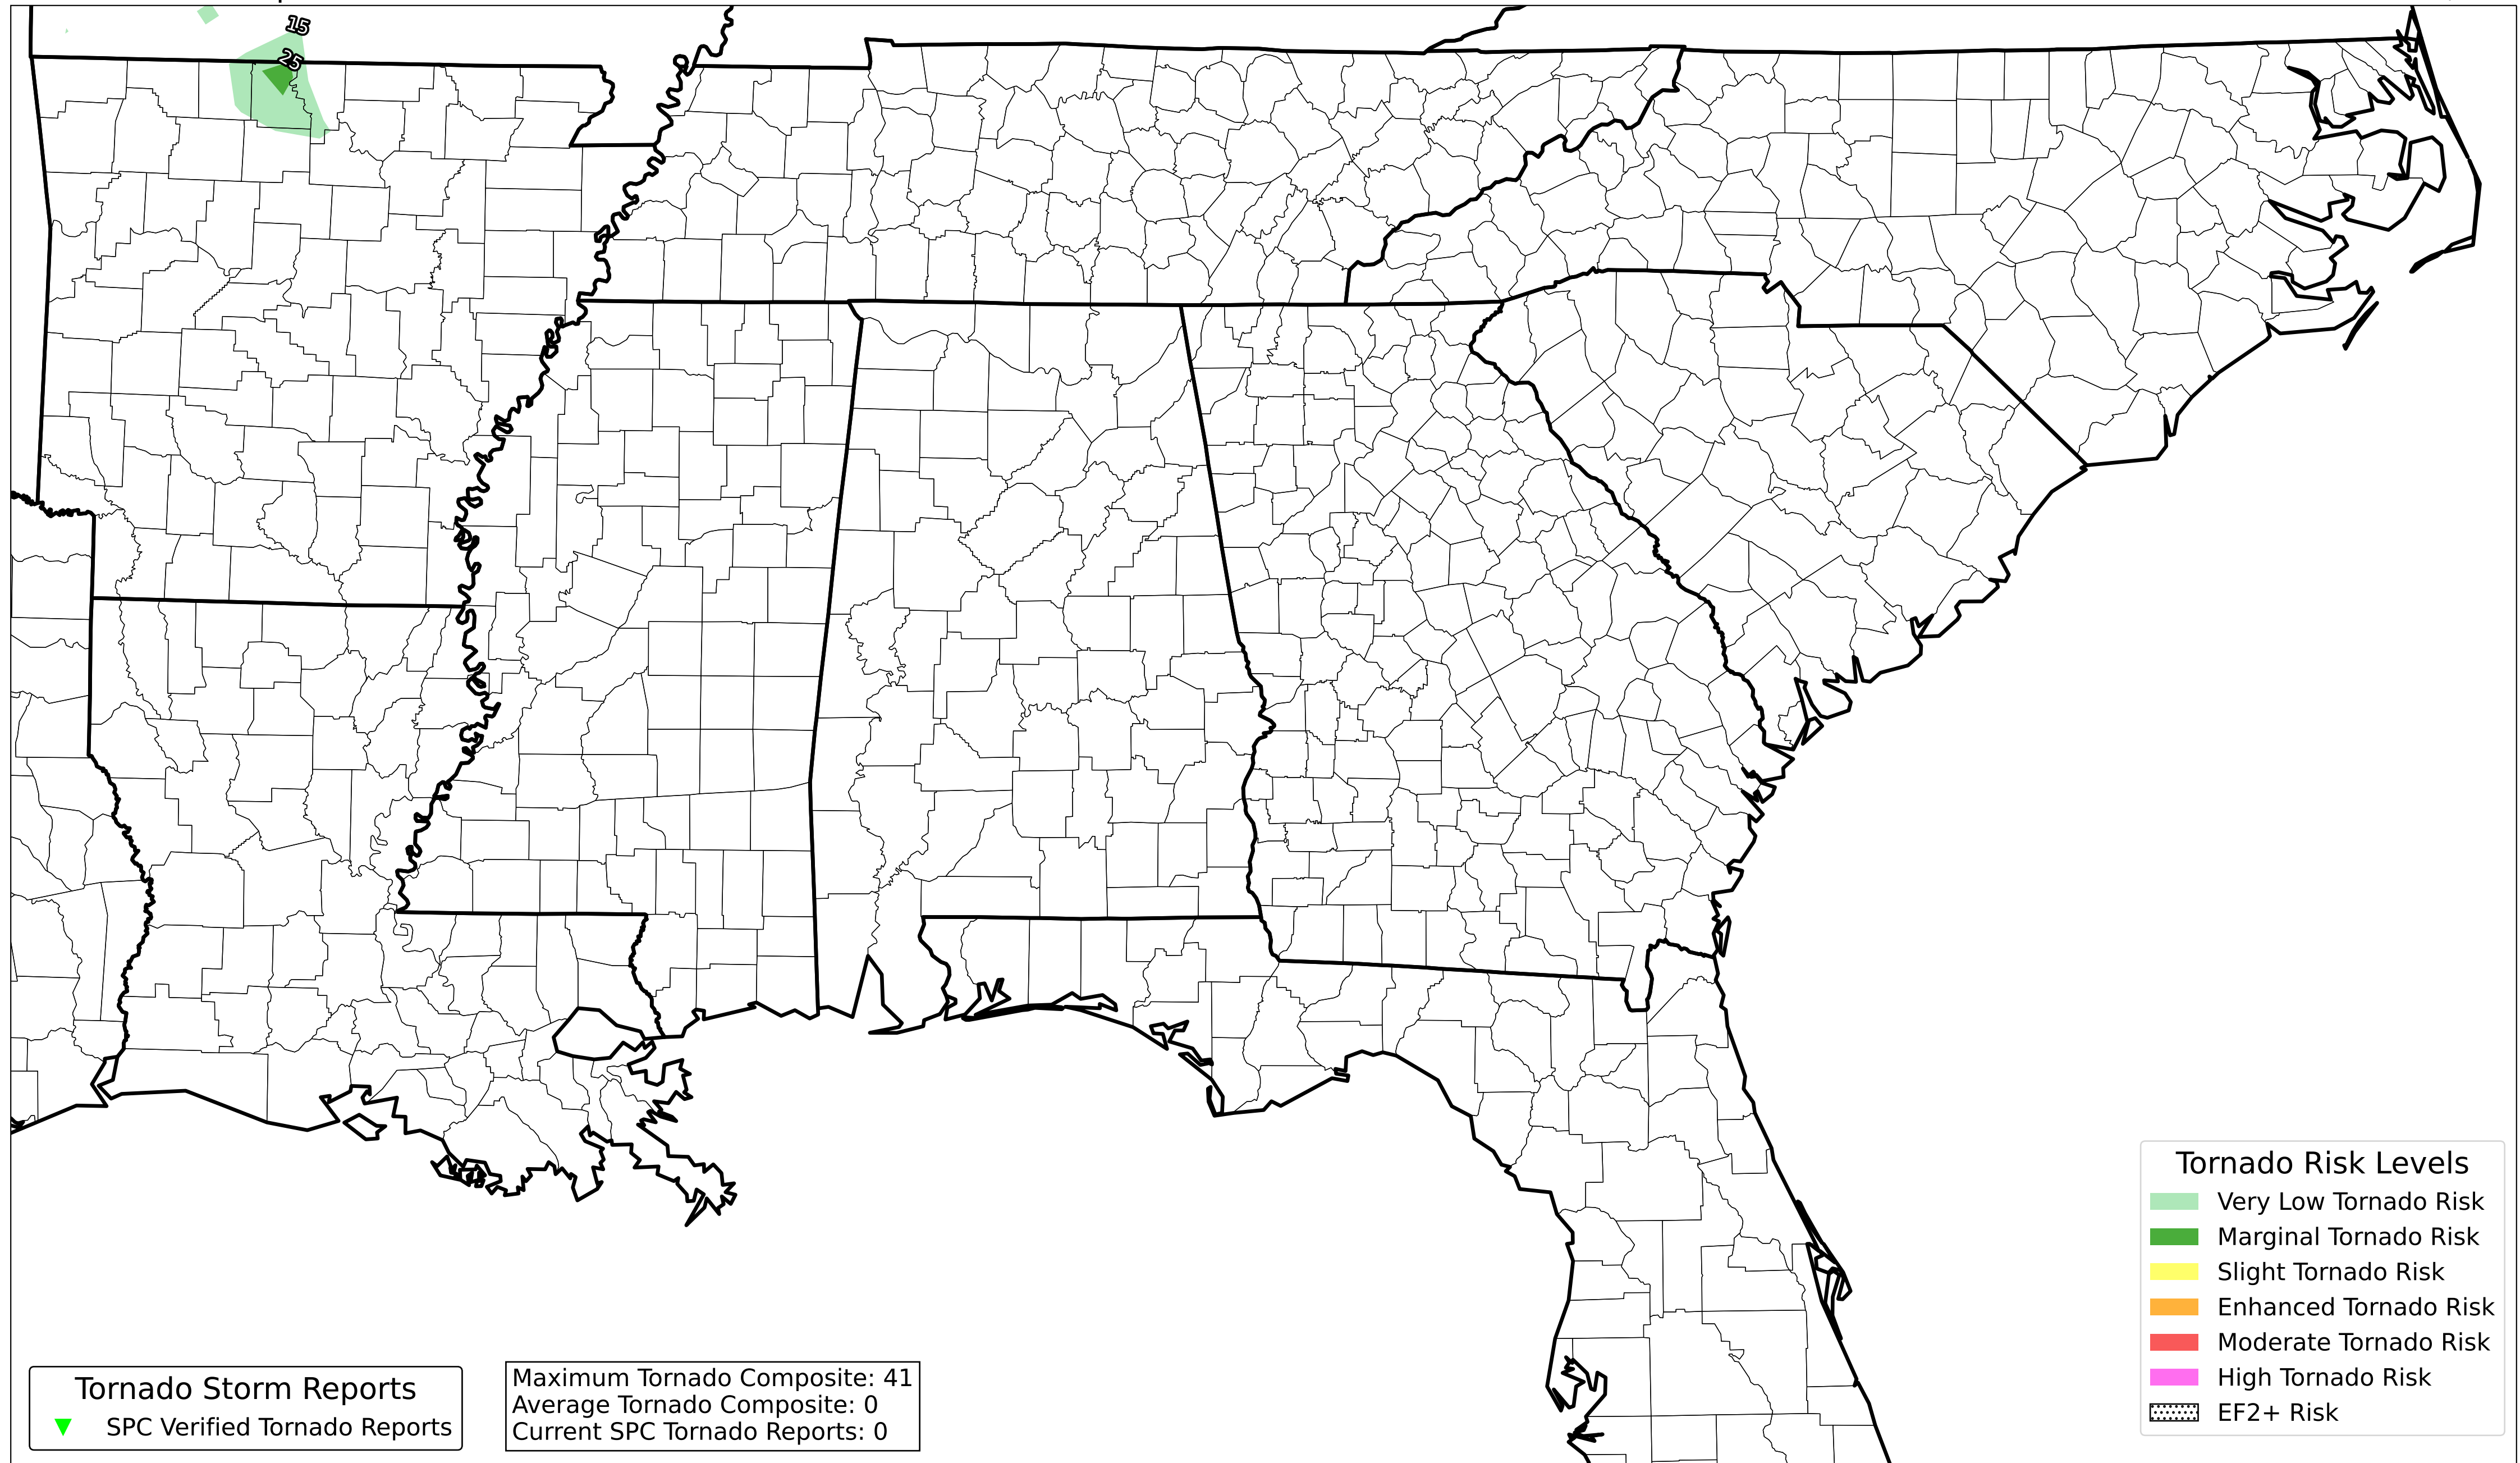 15
25
Tornado Risk Levels
Very Low Tornado Risk
Marginal Tornado Risk
Slight Tornado Risk
Enhanced Tornado Risk
Moderate Tornado Risk
High Tornado Risk
EF2+ Risk
Tornado Storm Reports
SPC Verified Tornado Reports
Maximum Tornado Composite: 41
Average Tornado Composite: 0
Current SPC Tornado Reports: 0